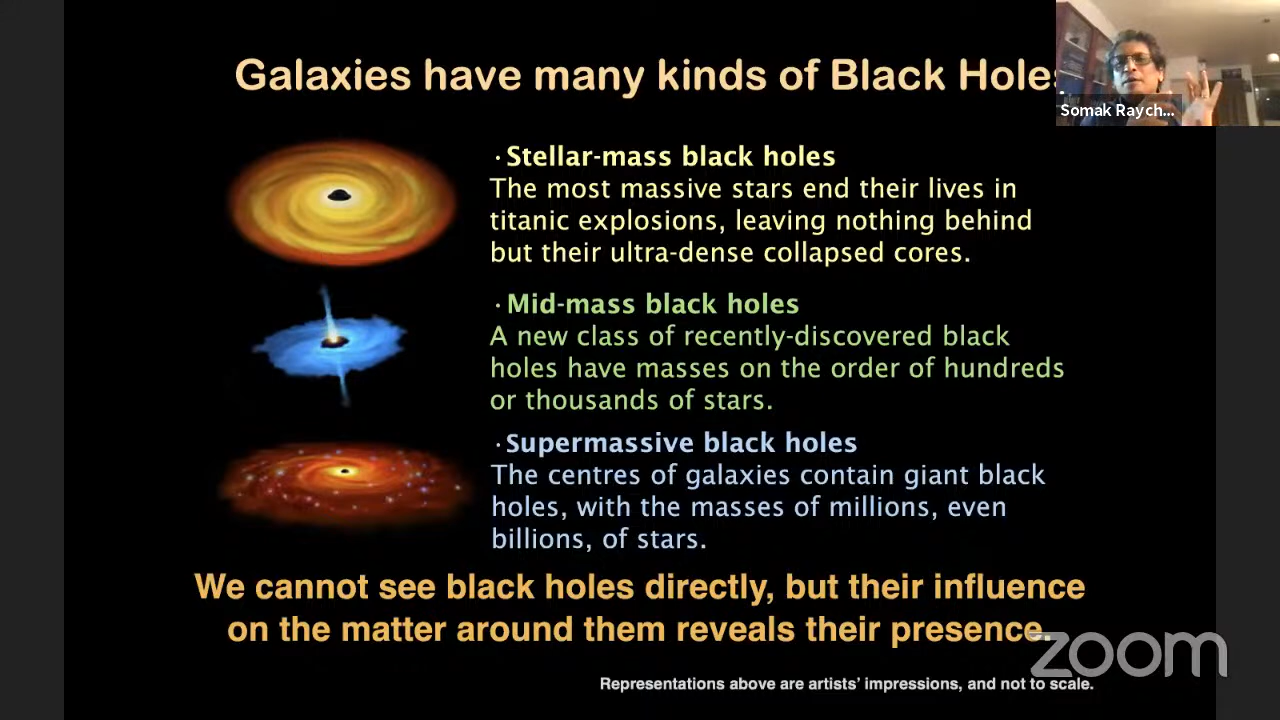 Galaxies have many kinds of Black Holes
Somak Raych...
·Stellar-mass black holes
The most massive stars end their lives in
titanic explosions, leaving nothing behind
but their ultra-dense collapsed cores.
·Mid-mass black holes
A new class of recently-discovered black
holes have masses on the order of hundreds
or thousands of stars.
·Supermassive black holes
The centres of galaxies contain giant black
holes, with the masses of millions, even
billions, of stars.
We cannot see black holes directly, but their influence
on the matter around them reveals their presence.
zoom
Representations above are artists' impressions, and not to scale.